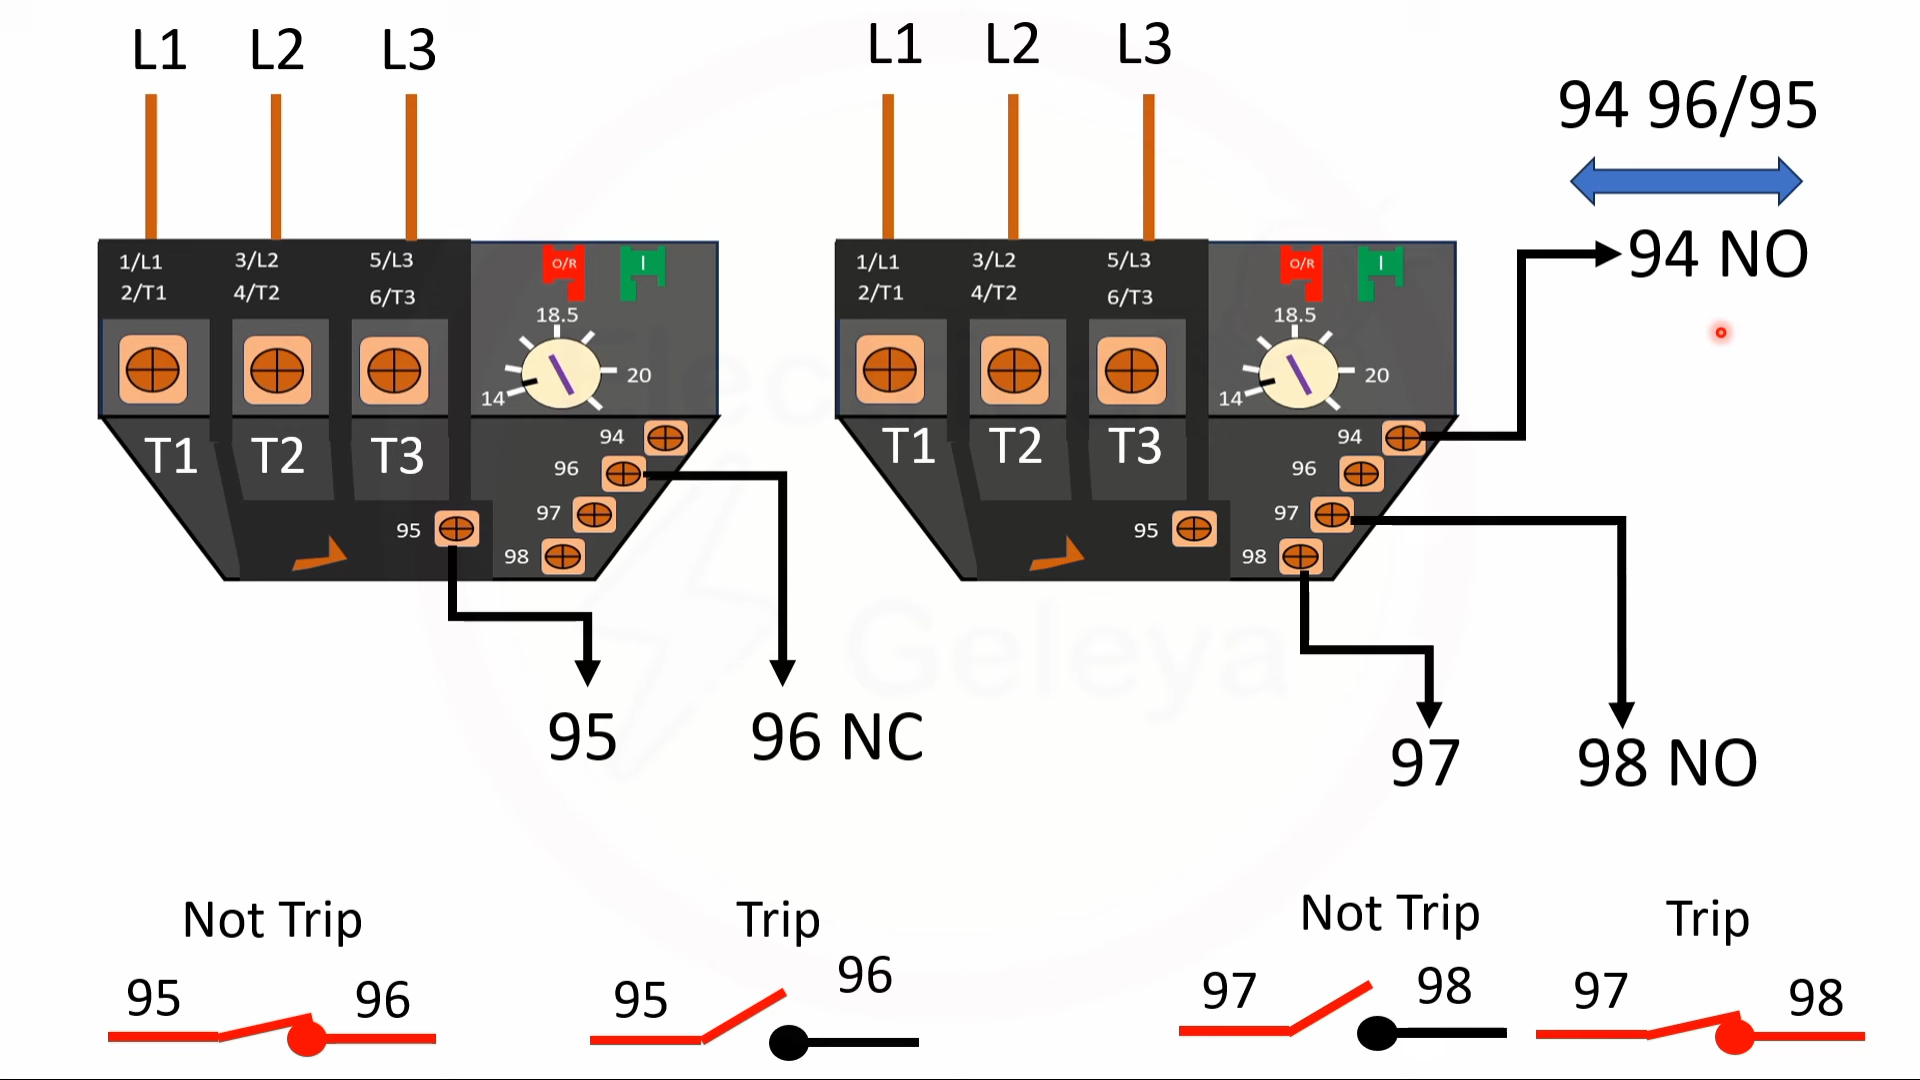 L1 L2 L3
L1 L2 L3
94 96/95
94 NO
1/L1 3/L2 5/L3
2/T1 4/T2 6/T3
O/R I
18.5
20
14
T1 T2 T3
94
96
97
95
98
1/L1 3/L2 5/L3
2/T1 4/T2 6/T3
O/R I
18.5
20
14
T1 T2 T3
94
96
97
95
98
95 96 NC
97 98 NO
Not Trip Trip
95 96
95 96
Not Trip Trip
97 98
97 98
Geleya